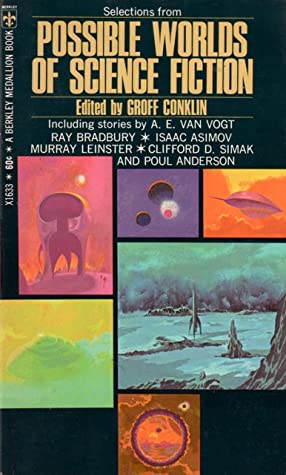 BERKLEY
Selections from
POSSIBLE WORLDS
OF SCIENCE FICTION
Edited by GROFF CONKLIN
Including stories by A. E. VAN VOGT
RAY BRADBURY ★ ISAAC ASIMOV
MURRAY LEINSTER ★ CLIFFORD D. SIMAK
AND POUL ANDERSON
X1633 ★ 60¢ ★ A BERKLEY MEDALLION BOOK